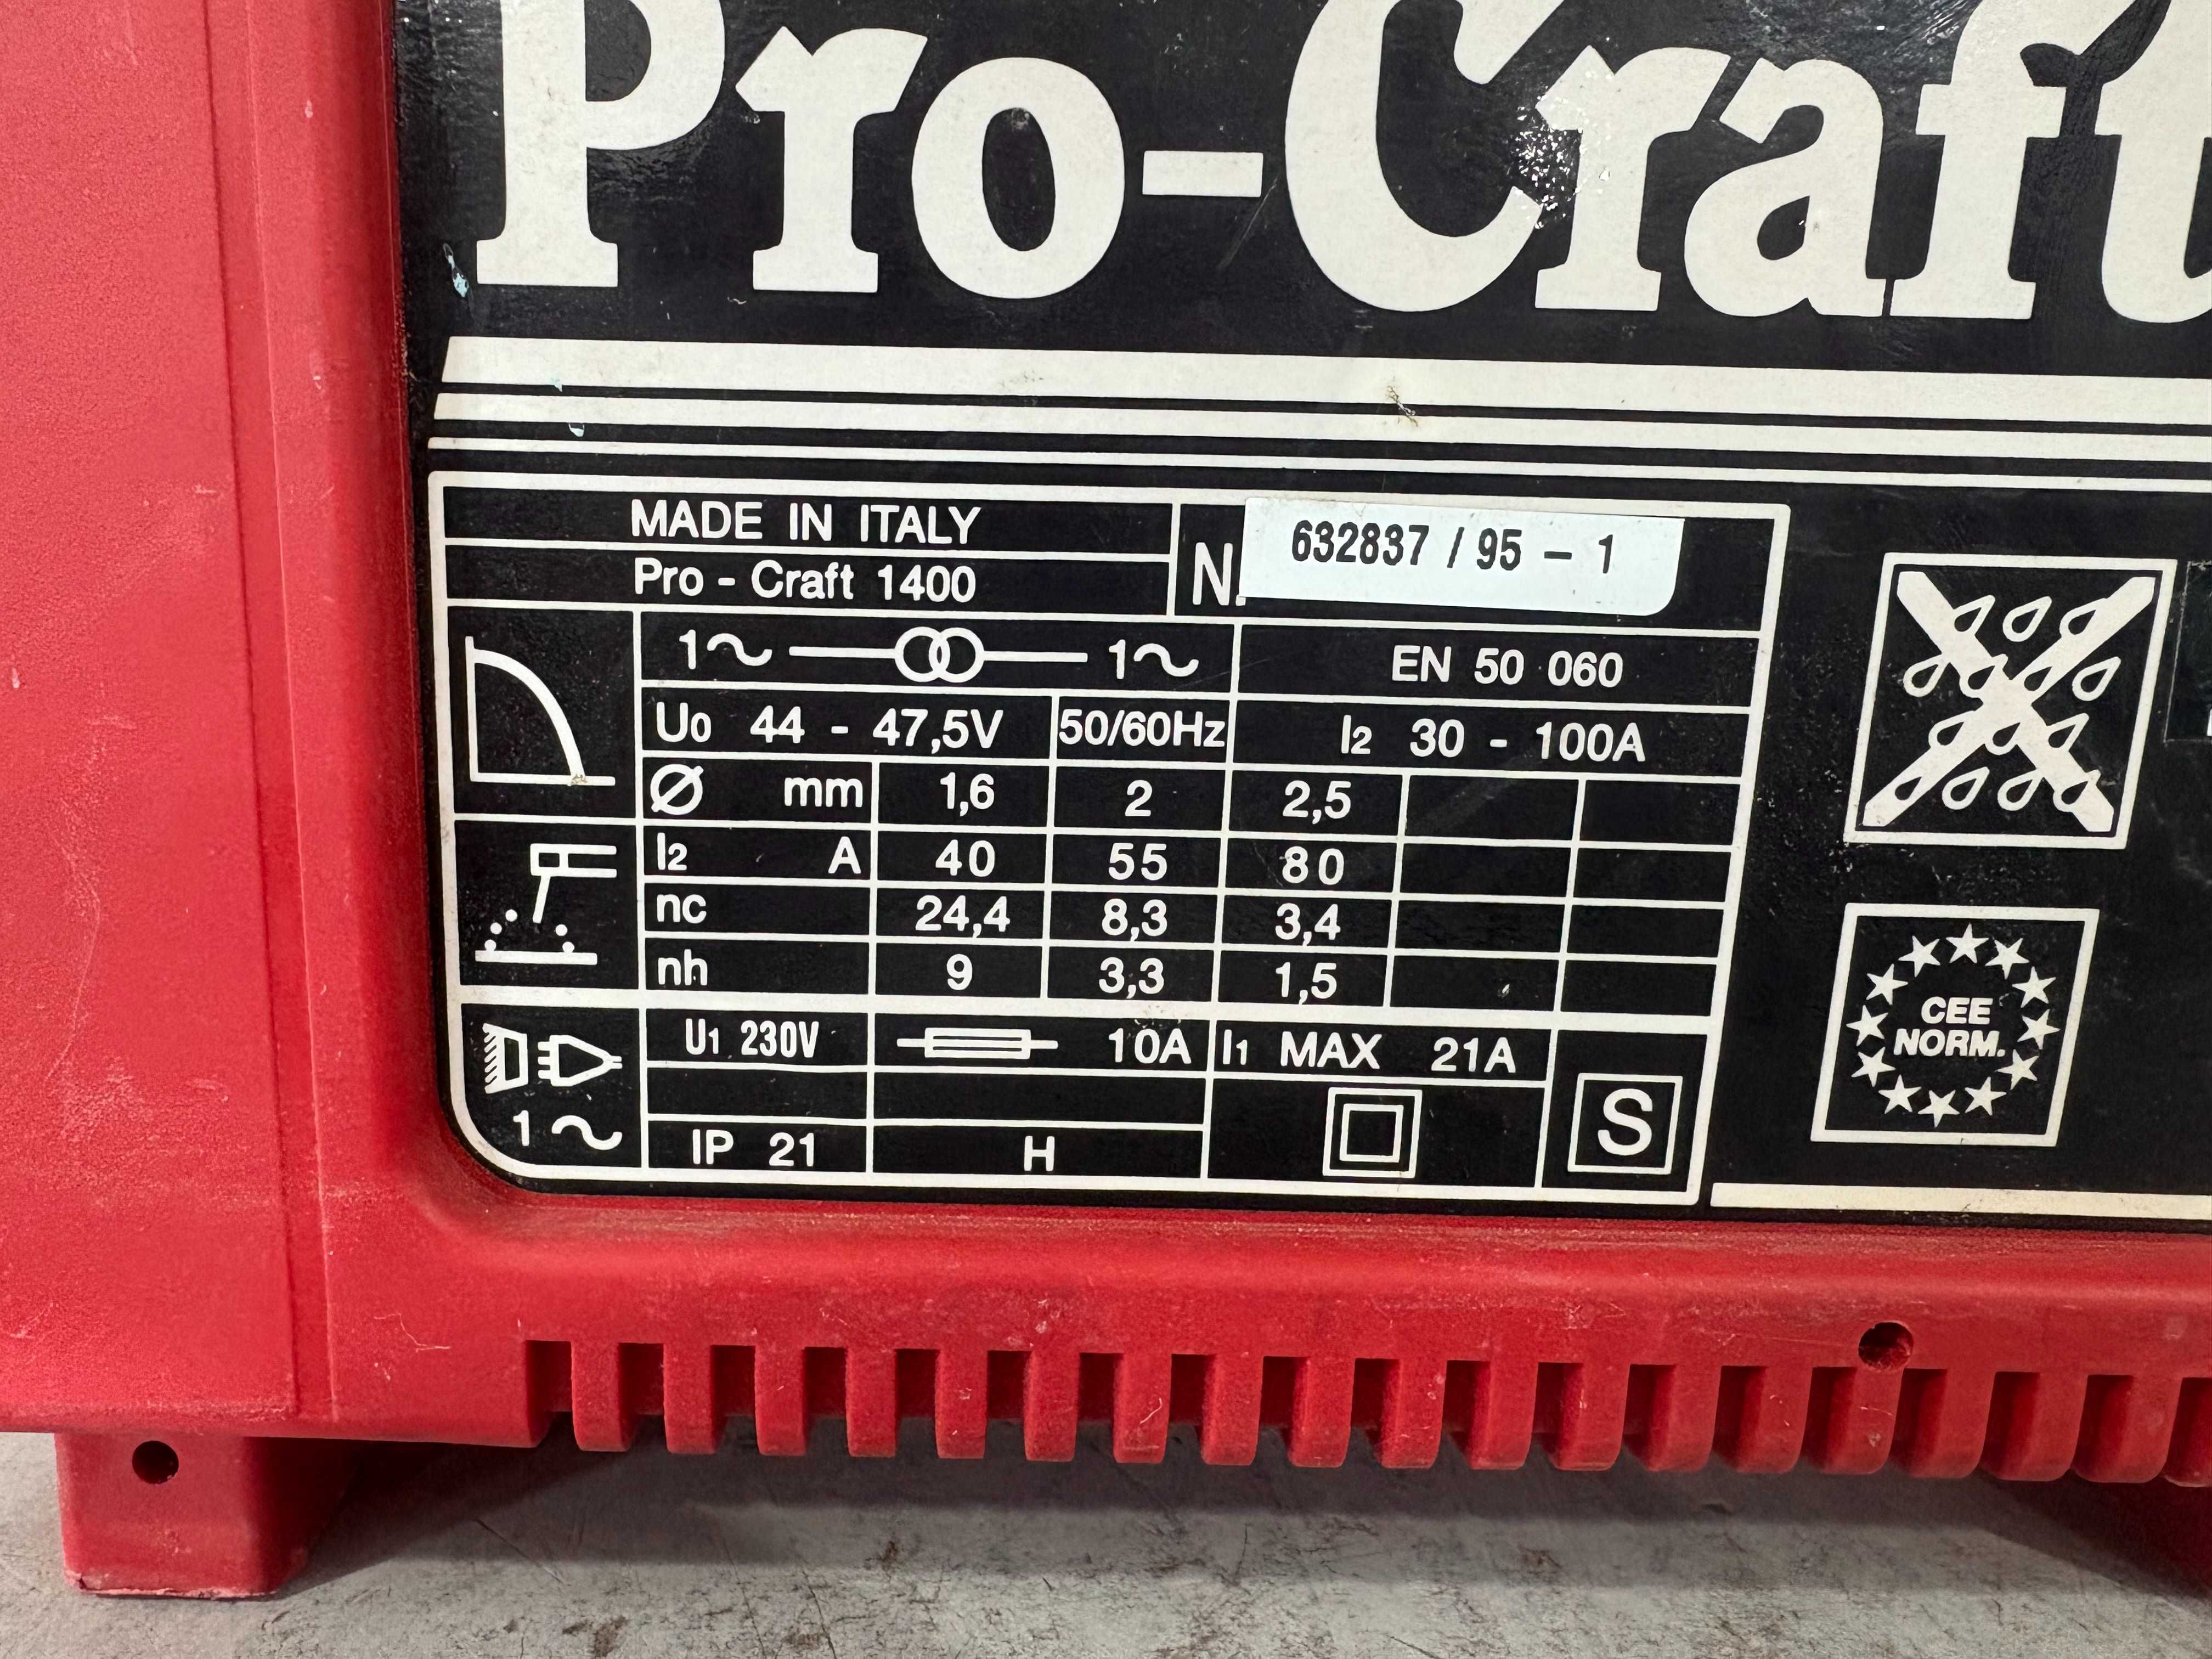 Pro-Craft
MADE IN ITALY
Pro - Craft 1400
N. 632837 / 95 – 1
1~ 1~
EN 50 060
U0 44 - 47,5V 50/60Hz I2 30 - 100A
Ø mm 1,6 2 2,5
I2 A 40 55 80
nc 24,4 8,3 3,4
nh 9 3,3 1,5
U1 230V 10A I1 MAX 21A
1~
IP 21 H S
CEE
NORM.